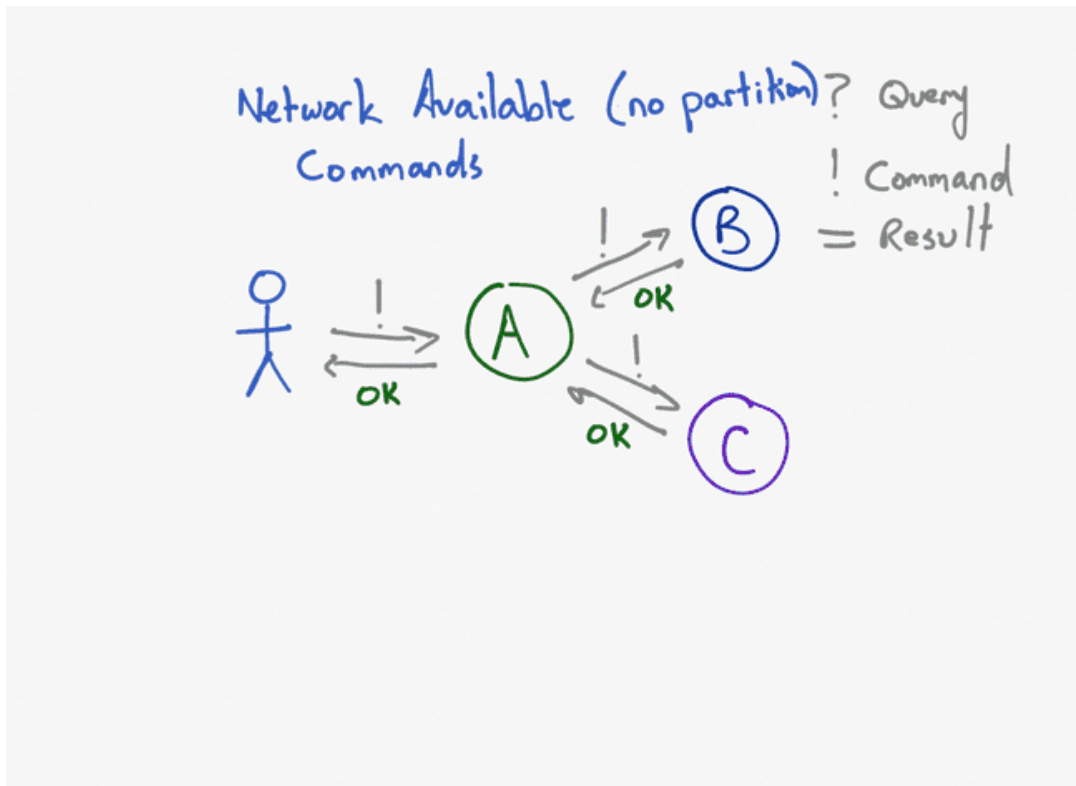 Network Available (no partition)
Commands
? Query
! Command
= Result
!
B
OK
!
A
OK
!
OK
C